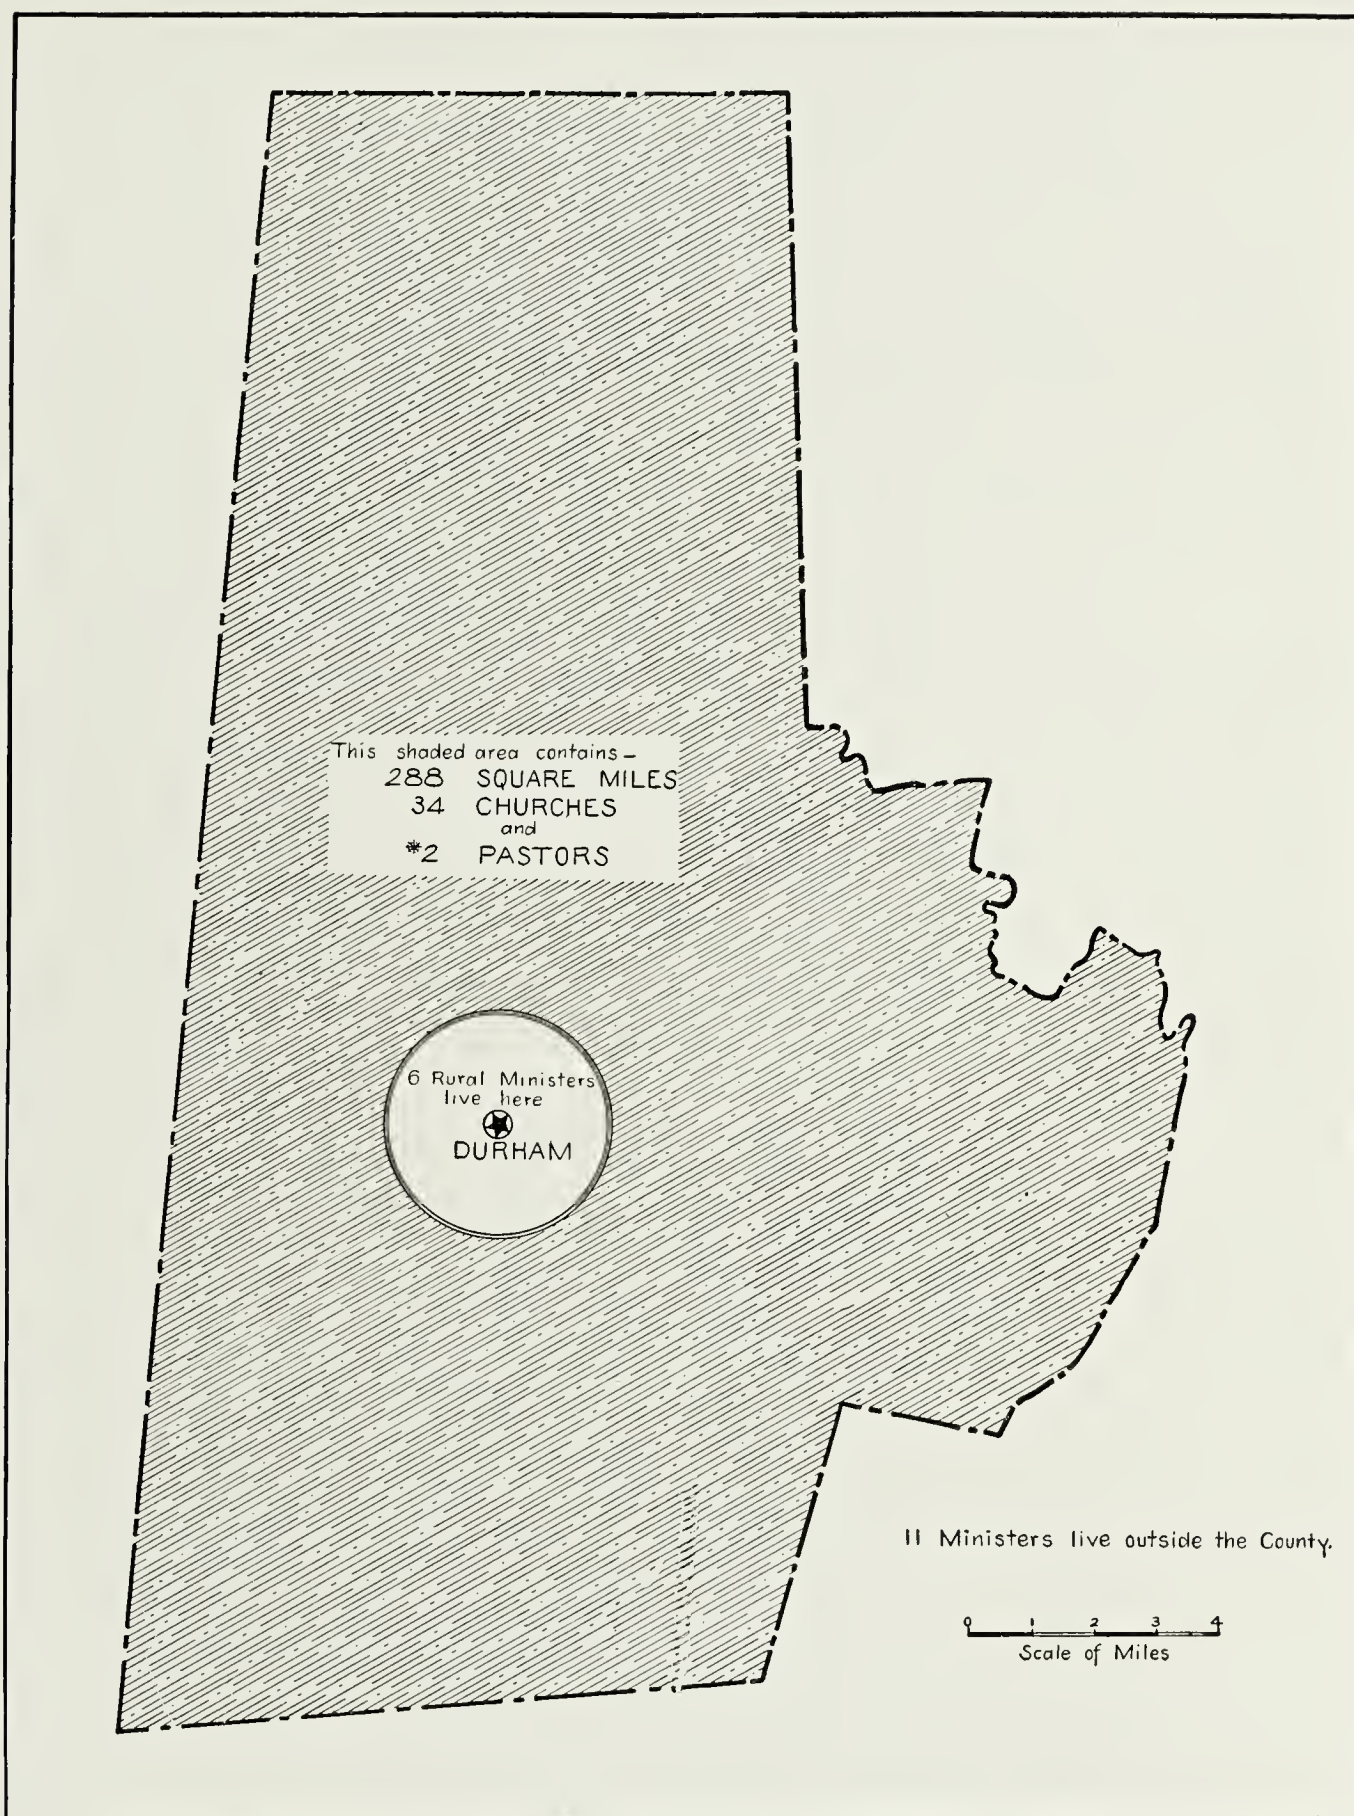 This shaded area contains—
288 SQUARE MILES
34 CHURCHES
and
*2 PASTORS
6 Rural Ministers
live here
DURHAM
11 Ministers live outside the County.
0 1 2 3 4
Scale of Miles